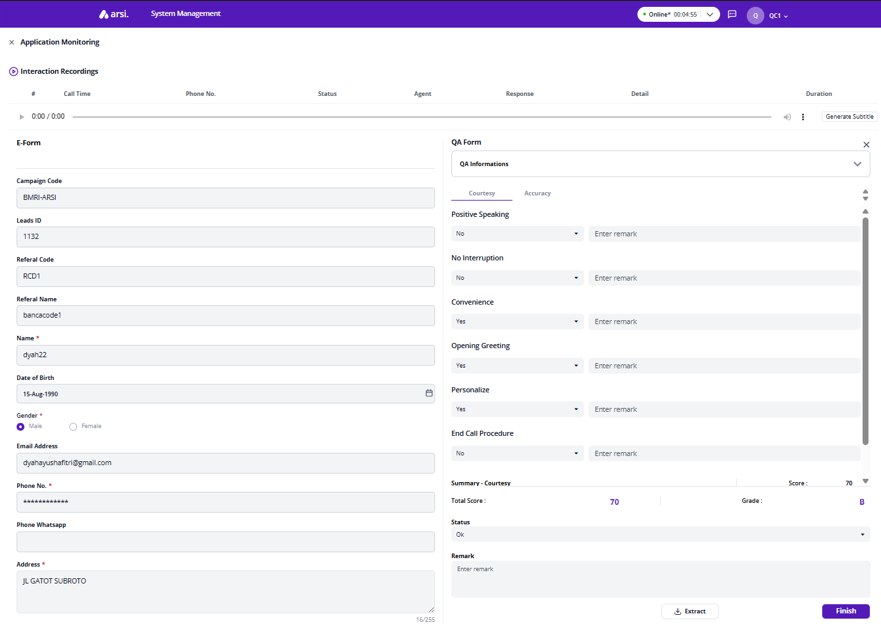 arsi.
System Management
Online* 00:04:55
Q
QC1
Application Monitoring
Interaction Recordings
# Call Time Phone No. Status Agent Response Detail Duration
0:00 / 0:00
Generate Subtitle
E-Form
Campaign Code
BMRI-ARSI
Leads ID
1132
Referal Code
RCD1
Referal Name
bancacode1
Name *
dyah22
Date of Birth
15-Aug-1990
Gender *
Male Female
Email Address
dyahayushafitri@gmail.com
Phone No. *
************
Phone Whatsapp
Address *
JL GATOT SUBROTO
16/255
QA Form
QA Informations
Courtesy Accuracy
Positive Speaking
No Enter remark
No Interruption
No Enter remark
Convenience
Yes Enter remark
Opening Greeting
Yes Enter remark
Personalize
Yes Enter remark
End Call Procedure
No Enter remark
Summary - Courtesy Score : 70
Total Score : 70 Grade : B
Status
Ok
Remark
Enter remark
Extract
Finish